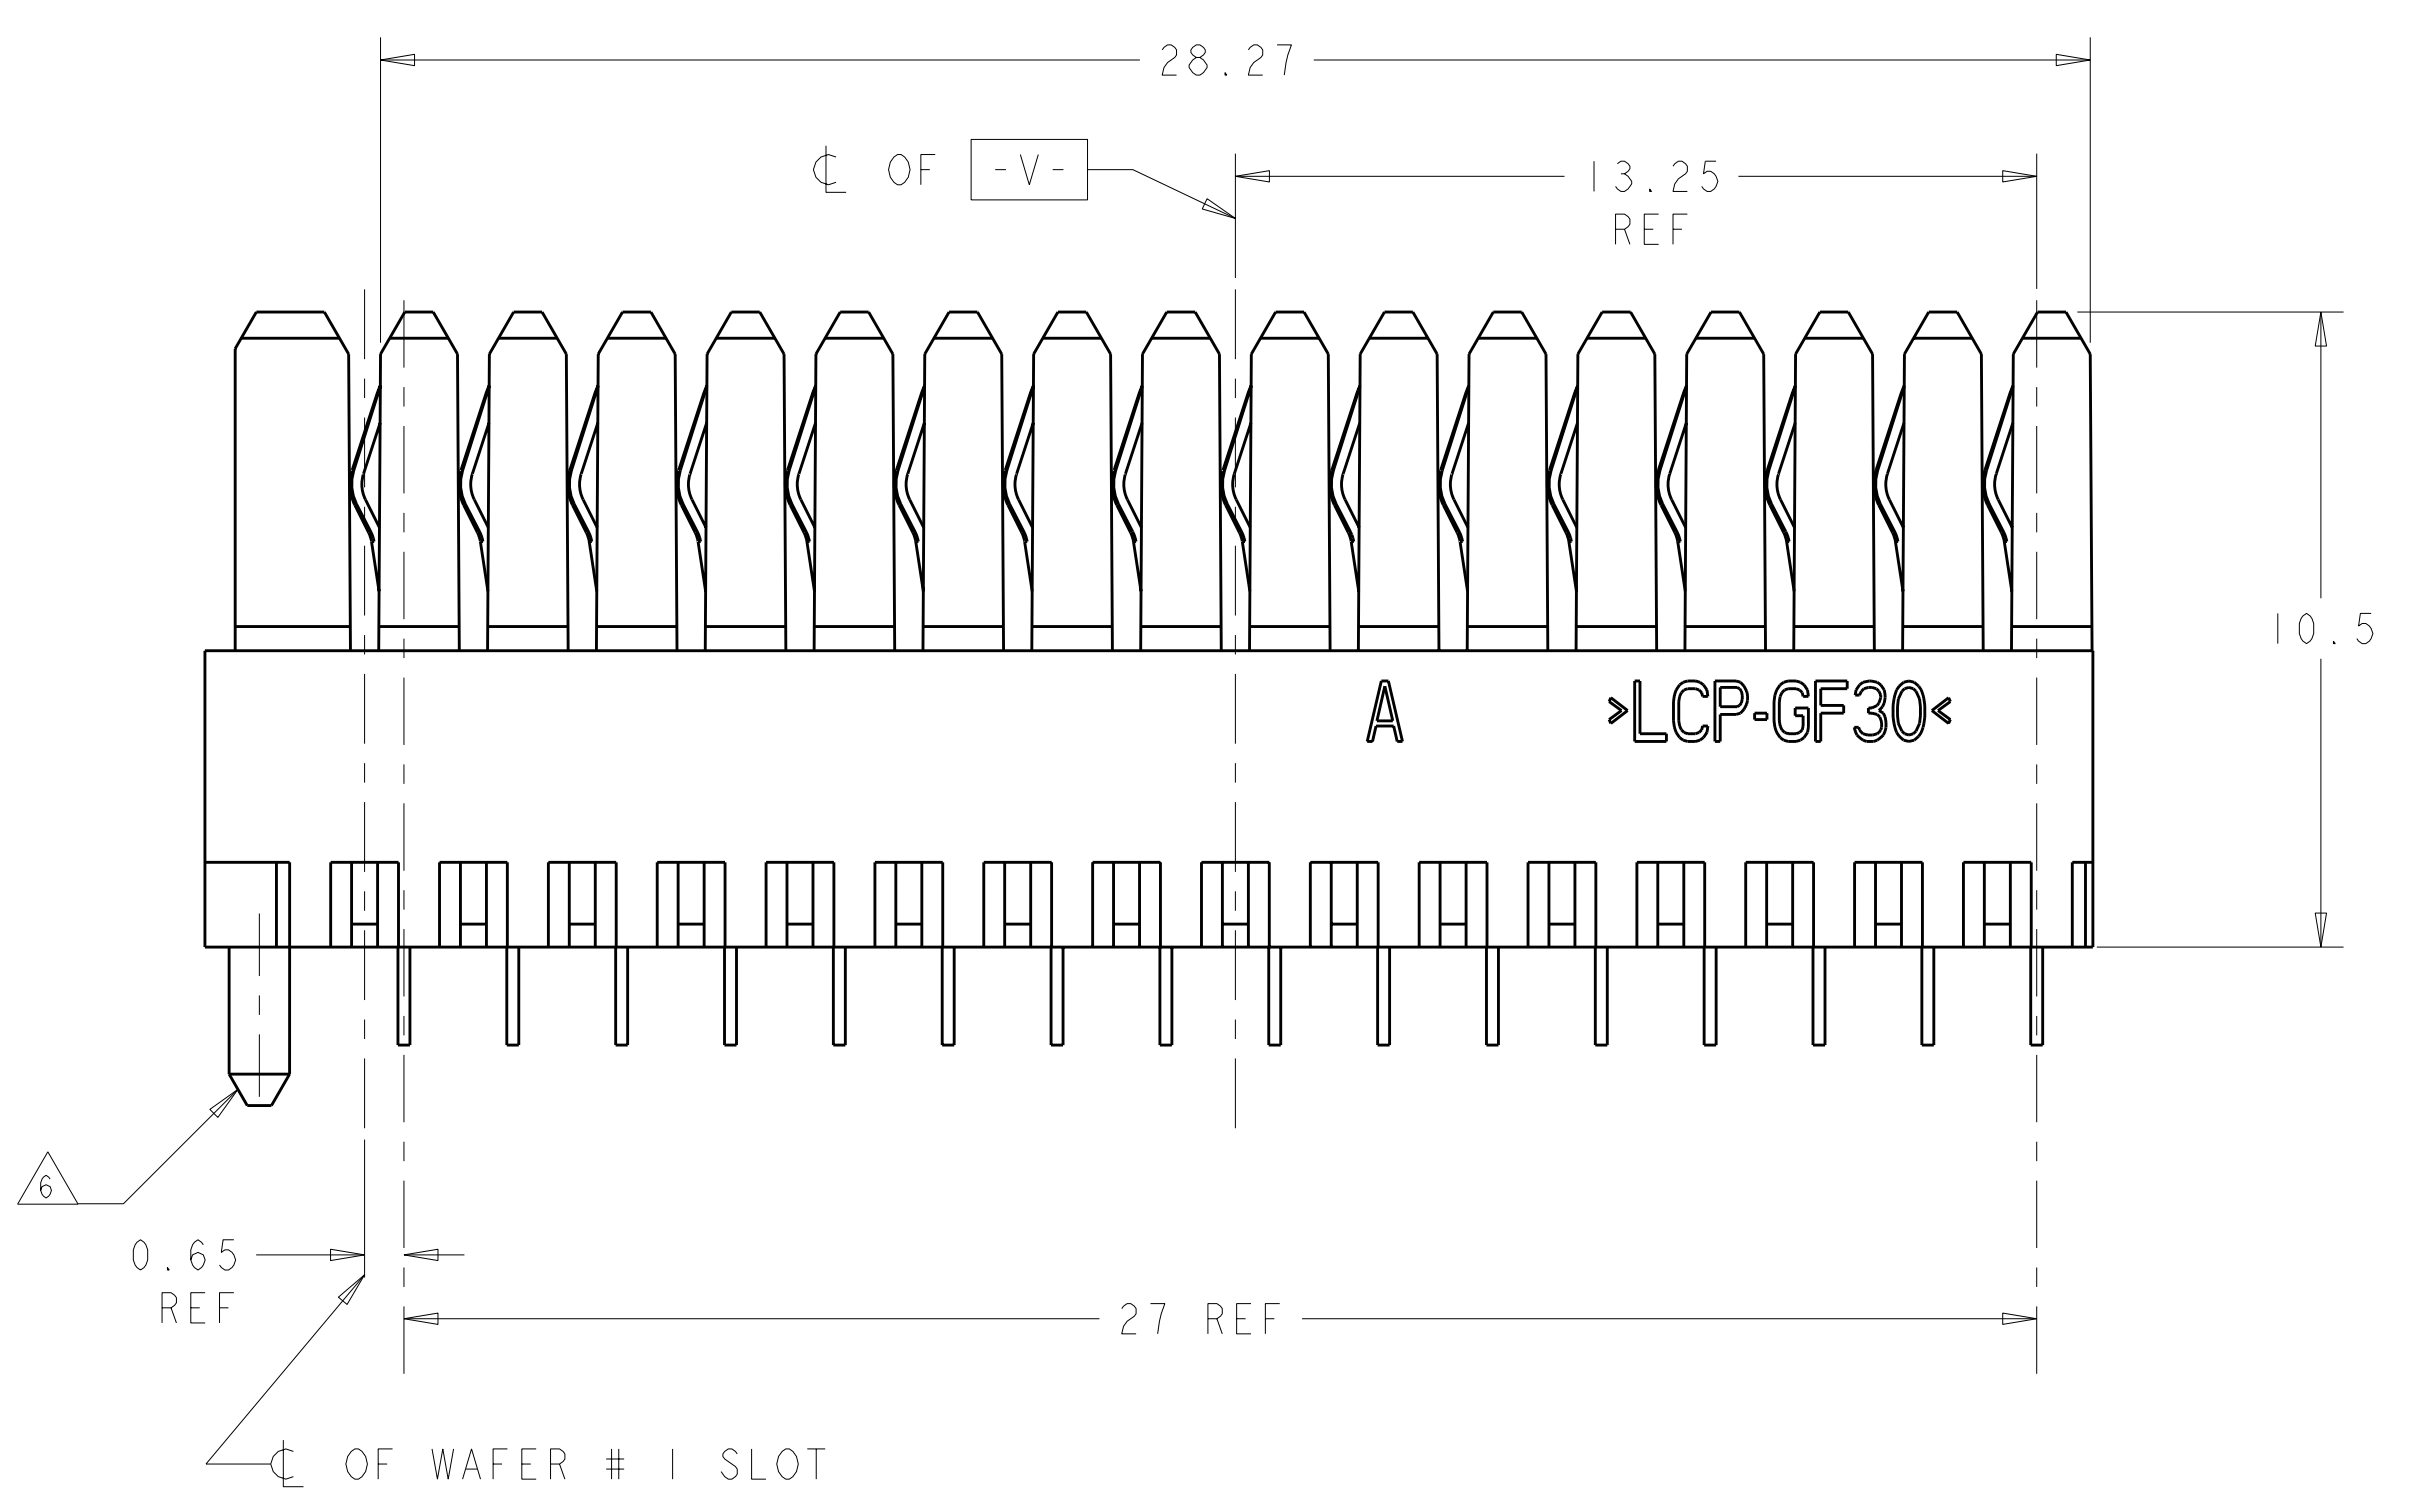 28.27
℄ OF -V-
13.25
REF
10.5
A
>LCP-GF30<
6
0.65
REF
27 REF
℄ OF WAFER # 1 SLOT